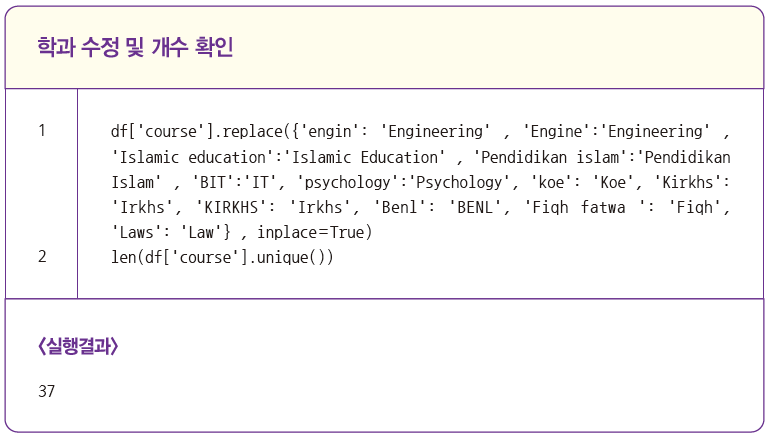 학과 수정 및 개수 확인
1 df['course'].replace({'engin': 'Engineering' , 'Engine':'Engineering' ,
'Islamic education':'Islamic Education' , 'Pendidikan islam':'Pendidikan
Islam' , 'BIT':'IT', 'psychology':'Psychology', 'koe': 'Koe', 'Kirkhs':
'Irkhs', 'KIRKHS': 'Irkhs', 'Benl': 'BENL', 'Fiqh fatwa ': 'Fiqh',
'Laws': 'Law'} , inplace=True)
2 len(df['course'].unique())
<실행결과>
37